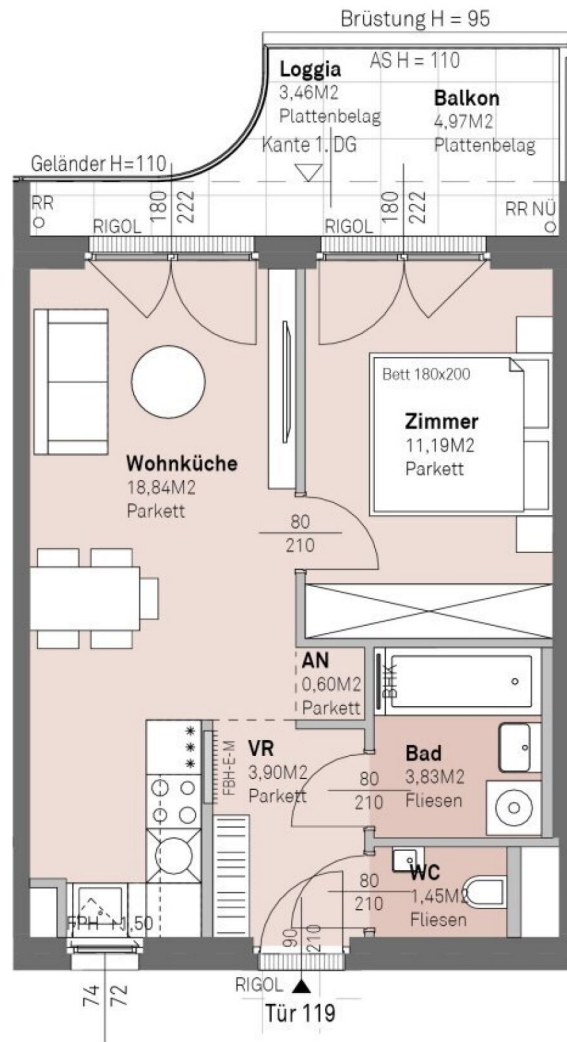 Brüstung H = 95
Loggia
3,46M2
Plattenbelag
AS H = 110
Balkon
4,97M2
Plattenbelag
Kante 1. DG
Geländer H=110
RR
RIGOL
180
222
RIGOL
180
222
RR NÜ
Bett 180x200
Zimmer
11,19M2
Parkett
Wohnküche
18,84M2
Parkett
80
210
AN
0,60M2
Parkett
BHK
VR
3,90M2
Parkett
FBH-E-M
80
210
Bad
3,83M2
Fliesen
WC
1,45M2
Fliesen
80
210
90
210
FPH +1,50
74
72
RIGOL
Tür 119